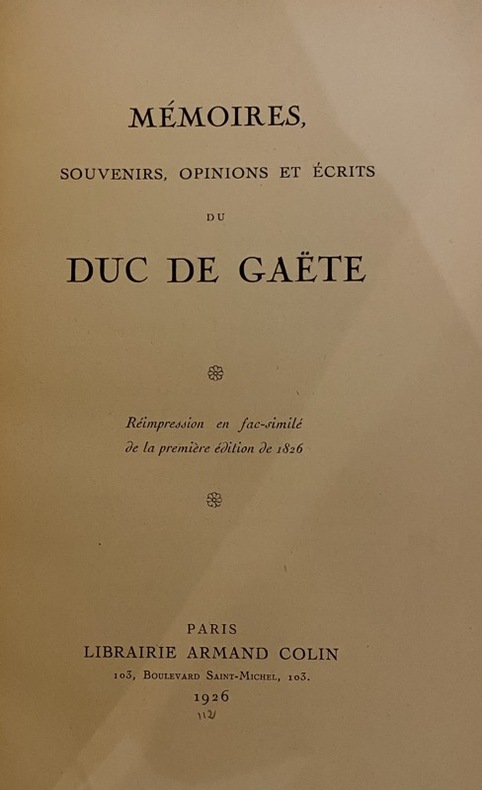 MÉMOIRES,
SOUVENIRS, OPINIONS ET ÉCRITS
DU
DUC DE GAËTE
Réimpression en fac-similé
de la première édition de 1826
PARIS
LIBRAIRIE ARMAND COLIN
103, BOULEVARD SAINT-MICHEL, 103.
1926